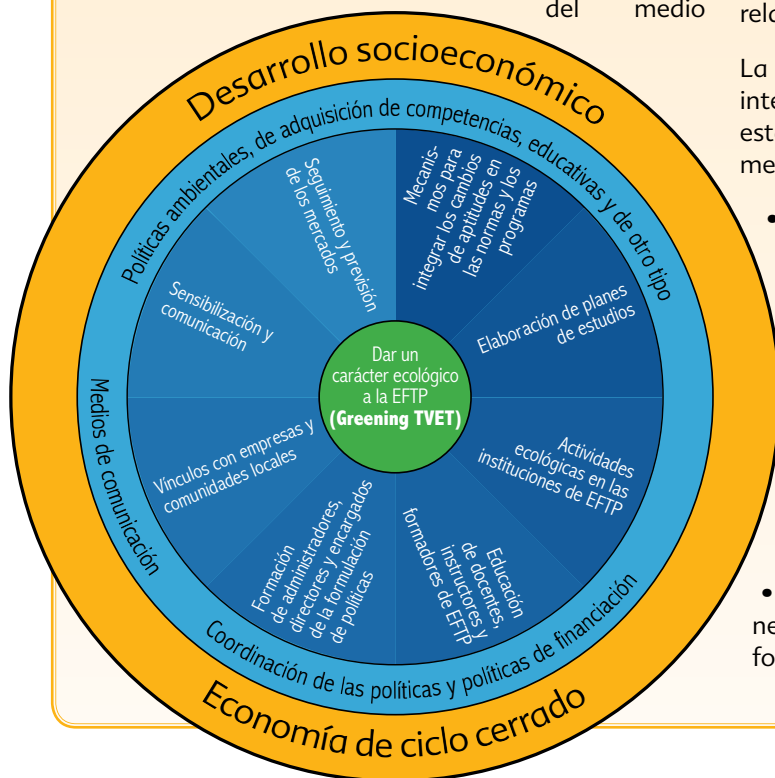 del medio
relo
La
inte
est
me
•
•
ne
fo
Desarrollo socioeconómico
Políticas ambientales, de adquisición de competencias, educativas y de otro tipo
Medios de comunicación
Coordinación de las políticas y políticas de financiación
Economía de ciclo cerrado
Mecanis-
mos para
integrar los cambios
de aptitudes en
las normas y los
programas
Elaboración de planes
de estudios
Actividades
ecológicas en las
instituciones de EFTP
Educación
de docentes,
instructores y
formadores de EFTP
Formación
de administradores,
directores y encargados
de la formulación
de políticas
Vínculos con empresas y
comunidades locales
Sensibilización y
comunicación
Seguimiento y previsión
de los mercados
Dar un
carácter ecológico
a la EFTP
(Greening TVET)